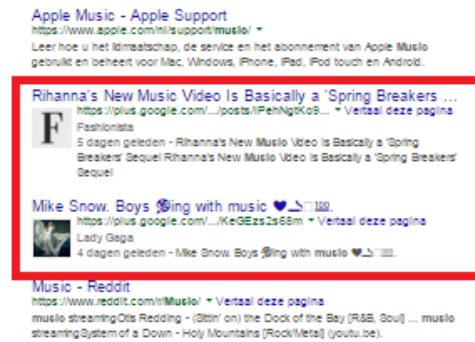 Apple Music - Apple Support
https://www.apple.com/nl/support/music/
Leer hoe u het lidmaatschap, de service en het abonnement van Apple Music
gebruikt en beheert voor Mac, Windows, iPhone, iPad, iPod touch en Android.
Rihanna's New Music Video Is Basically a 'Spring Breakers ...
https://plus.google.com/.../posts/iPehNgtKo9... Vertaal deze pagina
F
Fashionista
5 dagen geleden - Rihanna's New Music Video Is Basically a 'Spring
Breakers' Sequel Rihanna's New Music Video Is Basically a 'Spring Breakers'
Sequel
Mike Snow. Boys ing with music ♥
https://plus.google.com/.../KeGEzs2s68m Vertaal deze pagina
Lady Gaga
4 dagen geleden - Mike Snow. Boys ing with music ♥
Music - Reddit
https://www.reddit.com/r/Music/ Vertaal deze pagina
music streamingOtis Redding - (Sittin' on) the Dock of the Bay [R&B, Soul] ... music
streamingSystem of a Down - Holy Mountains [Rock/Metal] (youtu.be).